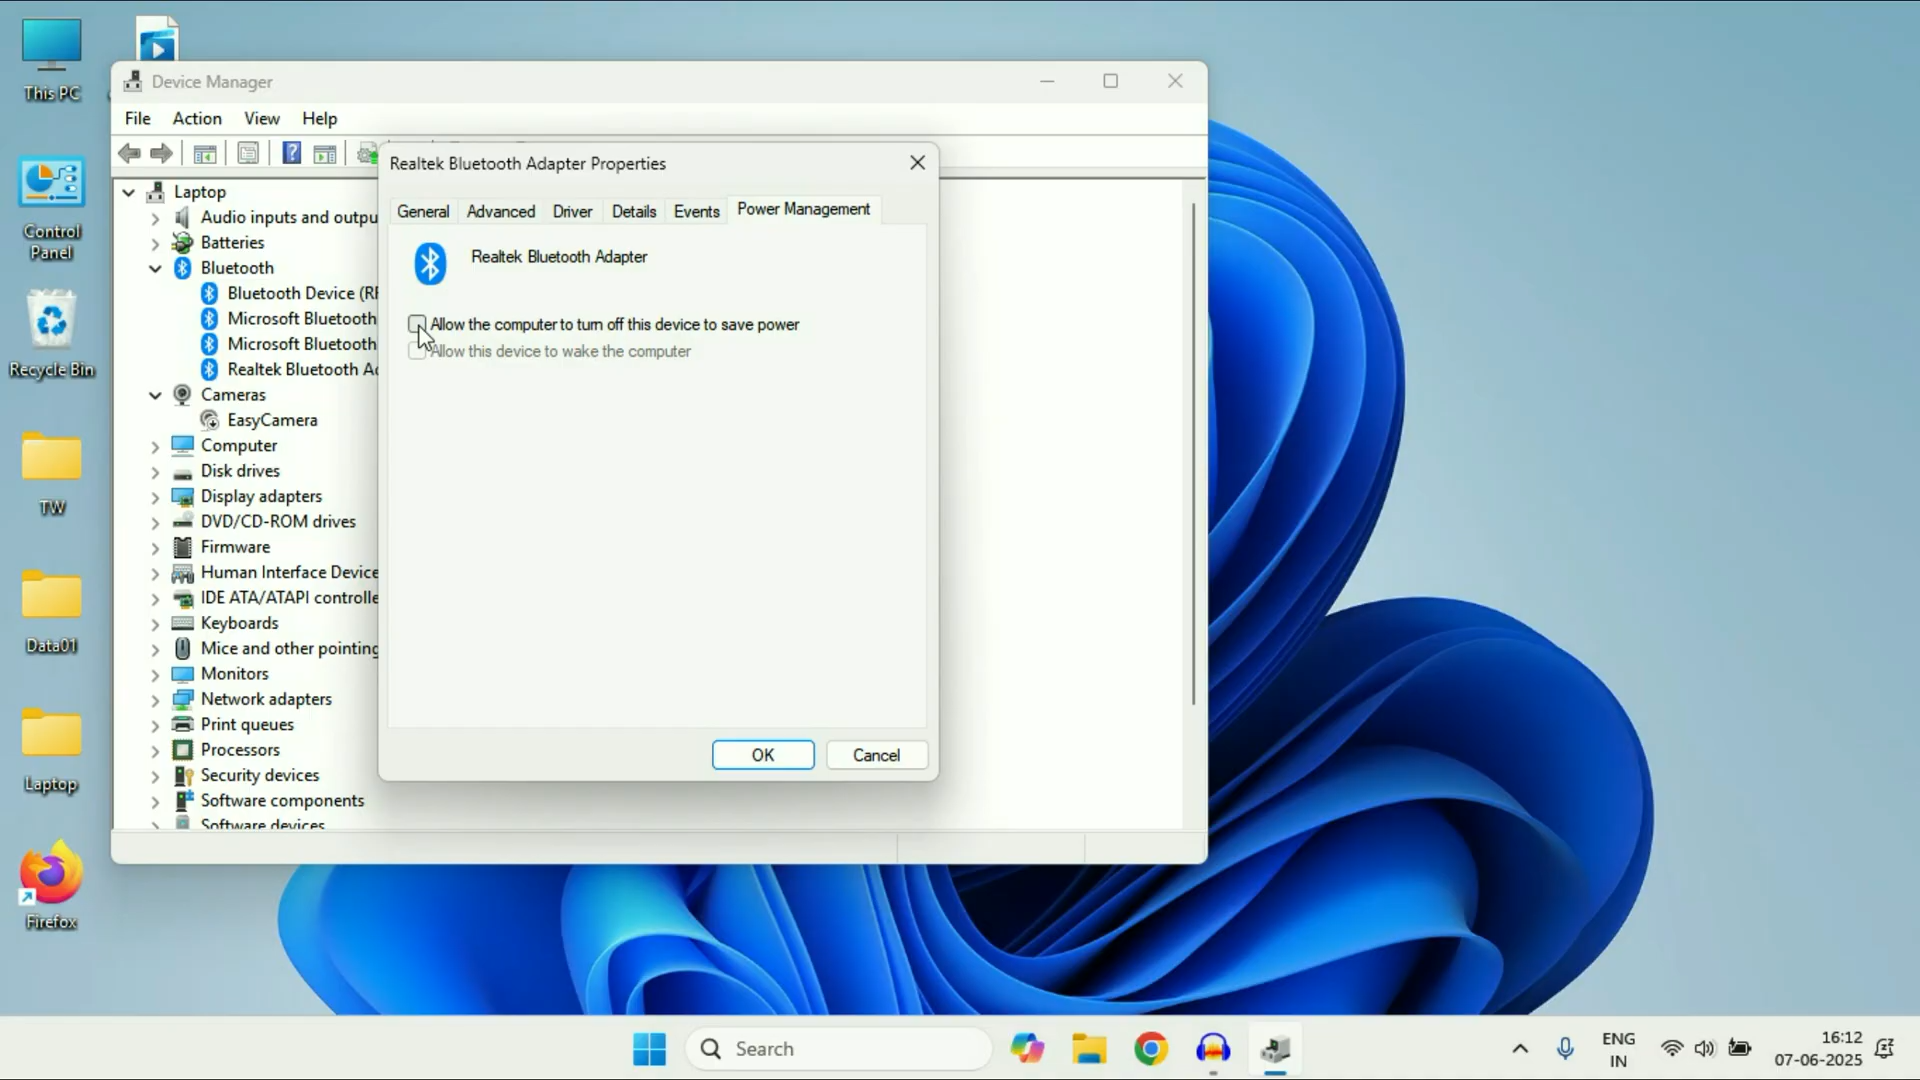 This PC
Control
Panel
Recycle Bin
TW
Data01
Laptop
Firefox
Device Manager
File Action View Help
Laptop
Audio inputs and outpu
Batteries
Bluetooth
Bluetooth Device (RF
Microsoft Bluetooth
Microsoft Bluetooth
Realtek Bluetooth Ad
Cameras
EasyCamera
Computer
Disk drives
Display adapters
DVD/CD-ROM drives
Firmware
Human Interface Device
IDE ATA/ATAPI controlle
Keyboards
Mice and other pointing
Monitors
Network adapters
Print queues
Processors
Security devices
Software components
Software devices
Realtek Bluetooth Adapter Properties
General Advanced Driver Details Events Power Management
Realtek Bluetooth Adapter
Allow the computer to turn off this device to save power
Allow this device to wake the computer
OK Cancel
Search
ENG
IN
16:12
07-06-2025